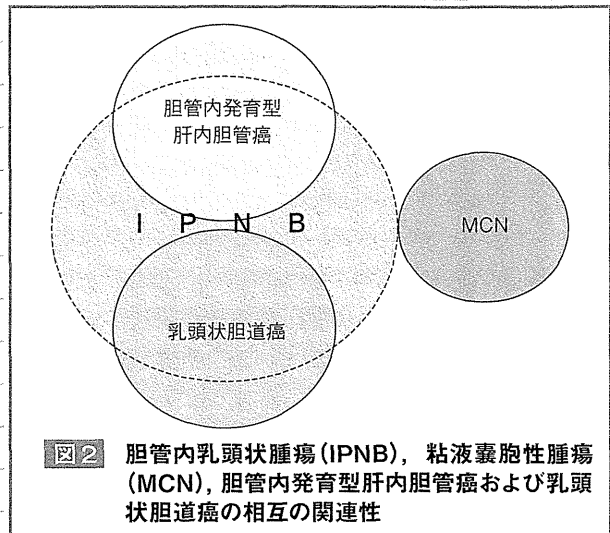 胆管内発育型
肝内胆管癌
I P N B
MCN
乳頭状胆道癌
図2 胆管内乳頭状腫瘍(IPNB), 粘液嚢胞性腫瘍
(MCN), 胆管内発育型肝内胆管癌および乳頭
状胆道癌の相互の関連性